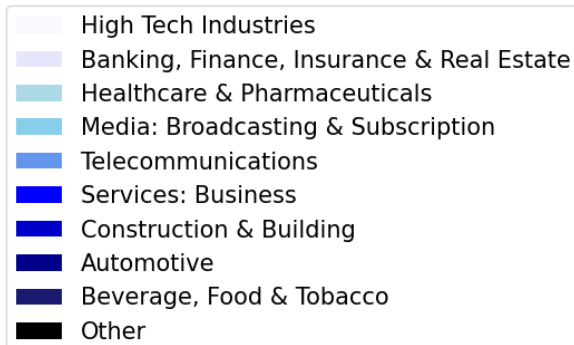 High Tech Industries
Banking, Finance, Insurance & Real Estate
Healthcare & Pharmaceuticals
Media: Broadcasting & Subscription
Telecommunications
Services: Business
Construction & Building
Automotive
Beverage, Food & Tobacco
Other